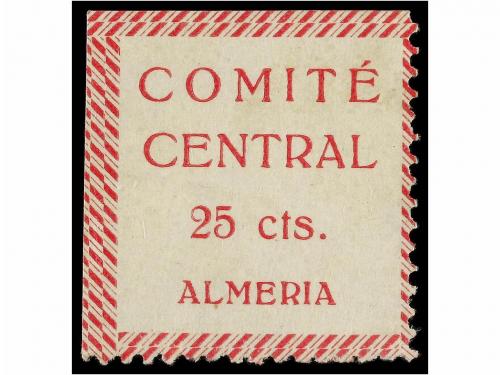 COMITÉ
CENTRAL
25 cts.
ALMERIA